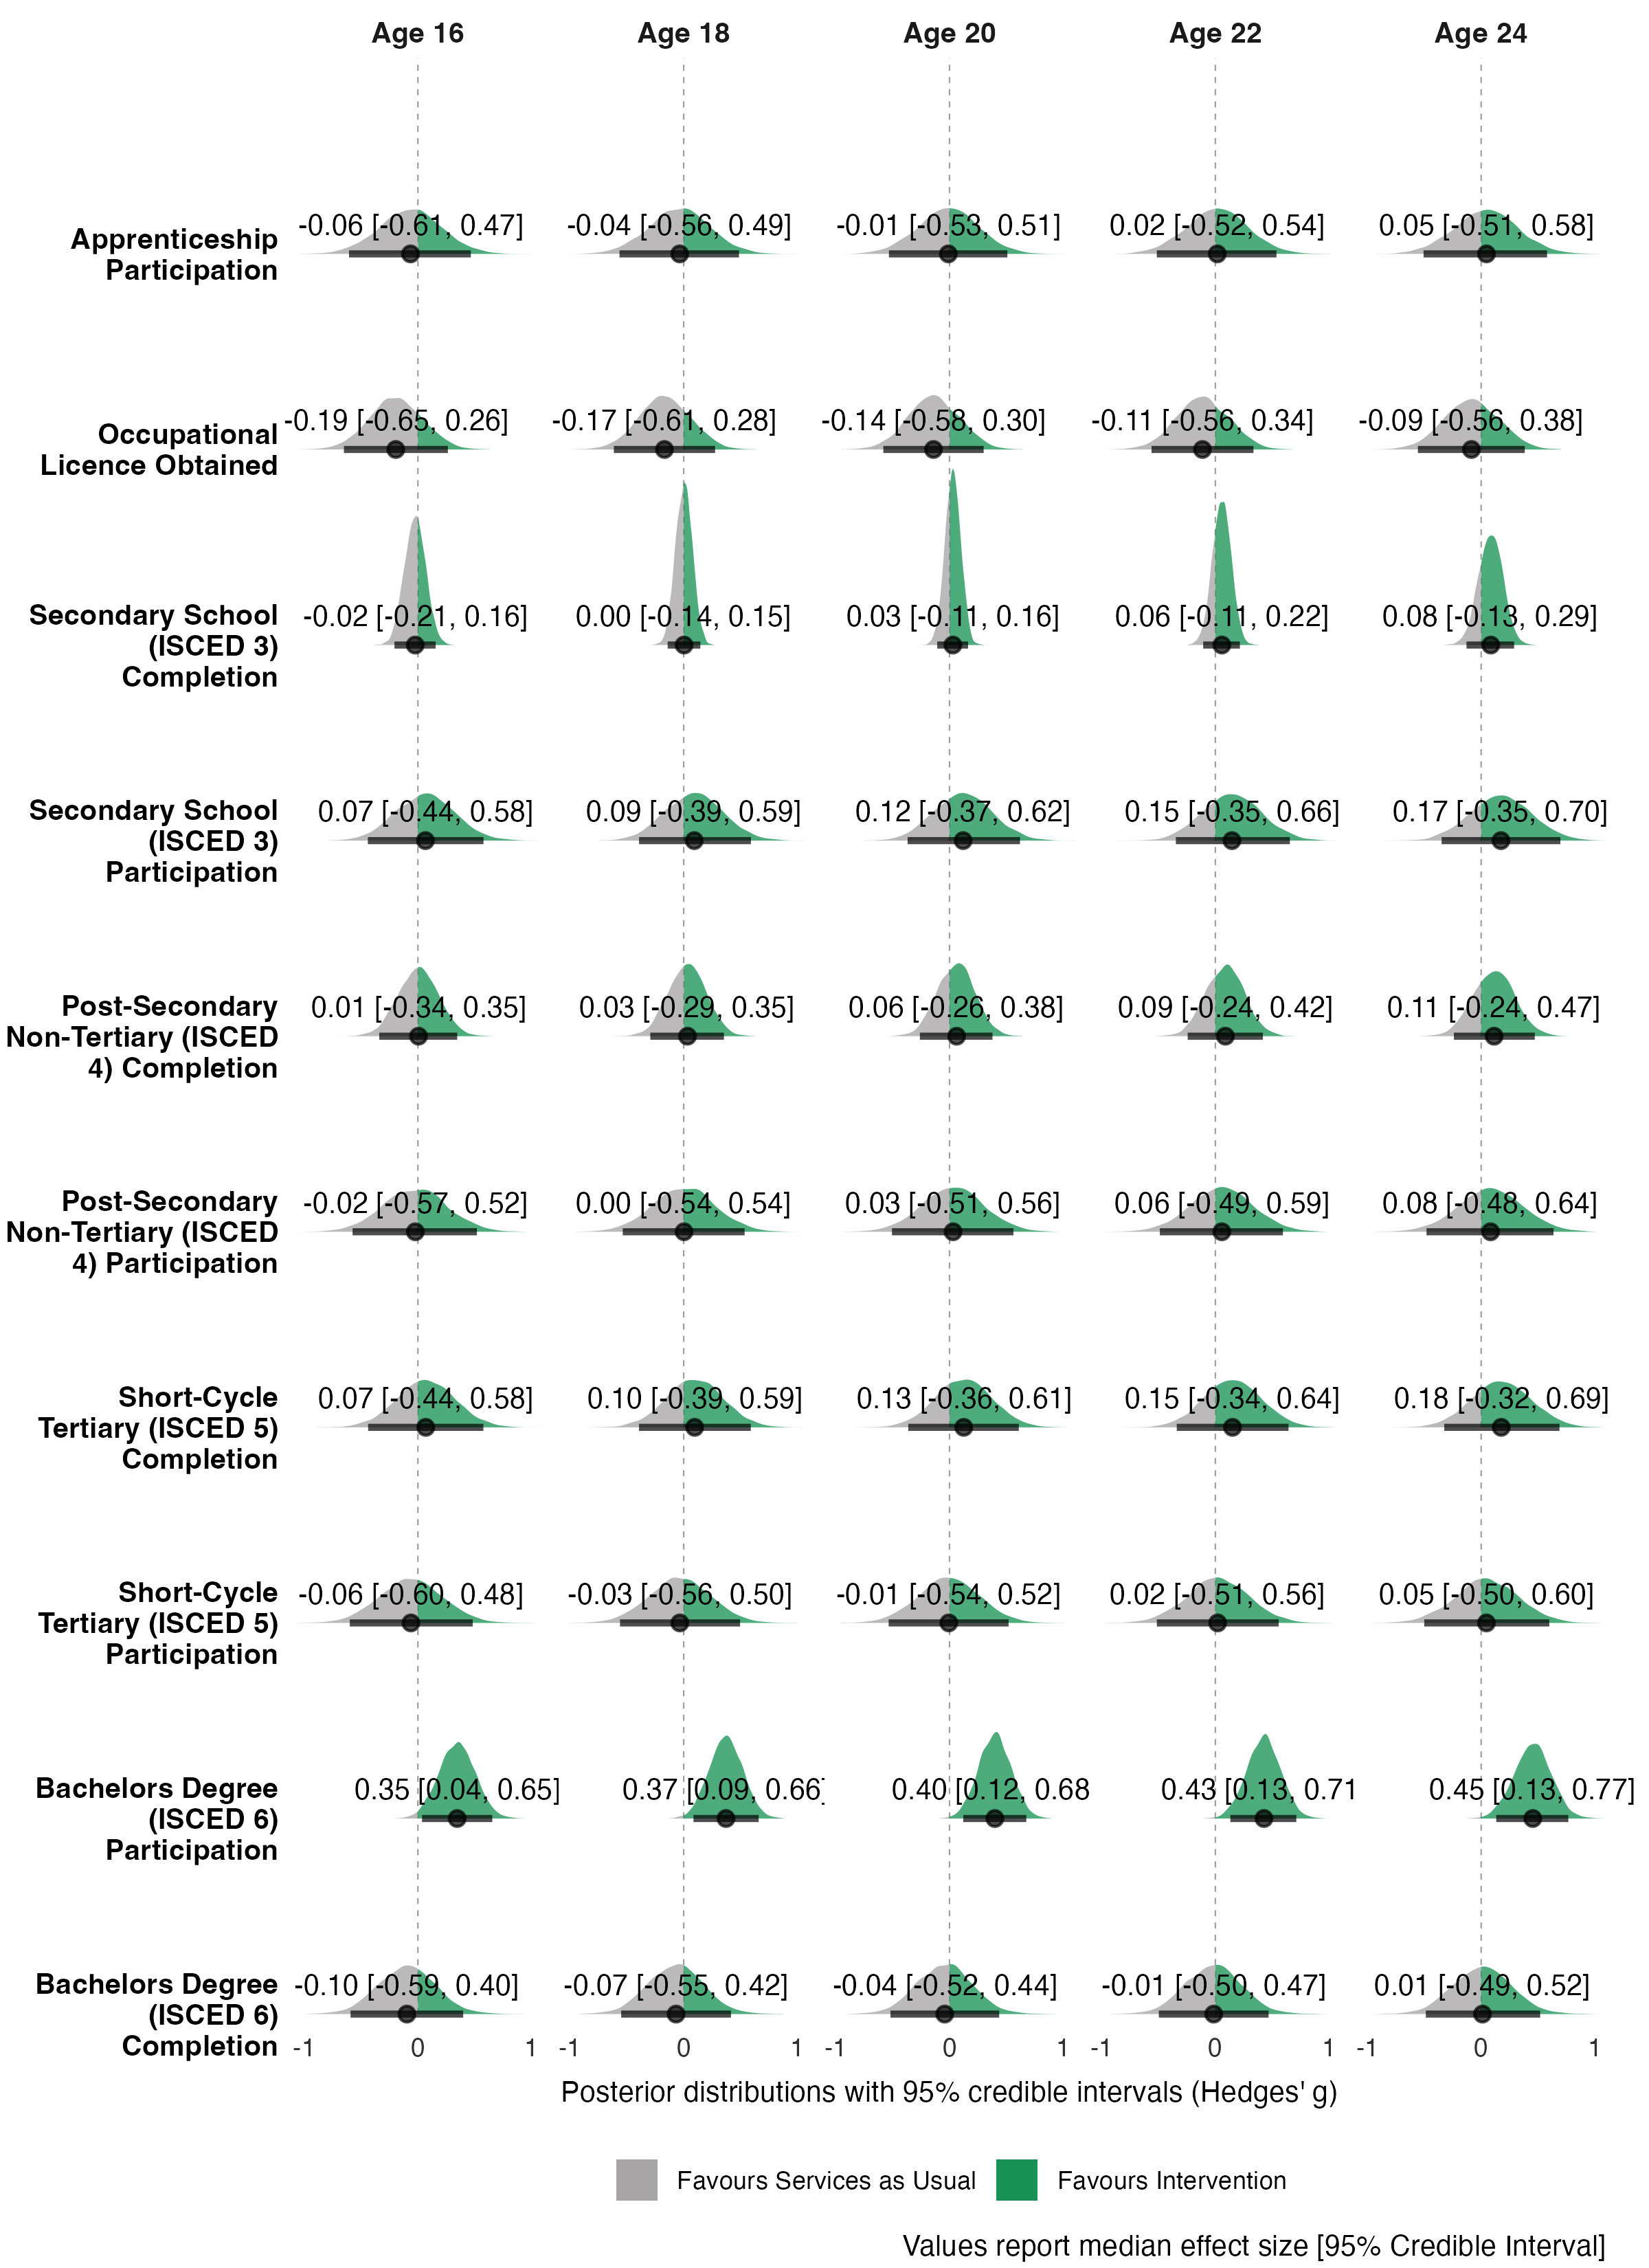 Age 16 Age 18 Age 20 Age 22 Age 24
Apprenticeship
Participation
-0.06 [-0.61, 0.47] -0.04 [-0.56, 0.49] -0.01 [-0.53, 0.51] 0.02 [-0.52, 0.54] 0.05 [-0.51, 0.58]
Occupational
Licence Obtained
-0.19 [-0.65, 0.26] -0.17 [-0.61, 0.28] -0.14 [-0.58, 0.30] -0.11 [-0.56, 0.34] -0.09 [-0.56, 0.38]
Secondary School
(ISCED 3)
Completion
-0.02 [-0.21, 0.16] 0.00 [-0.14, 0.15] 0.03 [-0.11, 0.16] 0.06 [-0.11, 0.22] 0.08 [-0.13, 0.29]
Secondary School
(ISCED 3)
Participation
0.07 [-0.44, 0.58] 0.09 [-0.39, 0.59] 0.12 [-0.37, 0.62] 0.15 [-0.35, 0.66] 0.17 [-0.35, 0.70]
Post-Secondary
Non-Tertiary (ISCED
4) Completion
0.01 [-0.34, 0.35] 0.03 [-0.29, 0.35] 0.06 [-0.26, 0.38] 0.09 [-0.24, 0.42] 0.11 [-0.24, 0.47]
Post-Secondary
Non-Tertiary (ISCED
4) Participation
-0.02 [-0.57, 0.52] 0.00 [-0.54, 0.54] 0.03 [-0.51, 0.56] 0.06 [-0.49, 0.59] 0.08 [-0.48, 0.64]
Short-Cycle
Tertiary (ISCED 5)
Completion
0.07 [-0.44, 0.58] 0.10 [-0.39, 0.59] 0.13 [-0.36, 0.61] 0.15 [-0.34, 0.64] 0.18 [-0.32, 0.69]
Short-Cycle
Tertiary (ISCED 5)
Participation
-0.06 [-0.60, 0.48] -0.03 [-0.56, 0.50] -0.01 [-0.54, 0.52] 0.02 [-0.51, 0.56] 0.05 [-0.50, 0.60]
Bachelors Degree
(ISCED 6)
Participation
0.35 [0.04, 0.65] 0.37 [0.09, 0.66] 0.40 [0.12, 0.68 0.43 [0.13, 0.71 0.45 [0.13, 0.77]
Bachelors Degree
(ISCED 6)
Completion
-0.10 [-0.59, 0.40] -0.07 [-0.55, 0.42] -0.04 [-0.52, 0.44] -0.01 [-0.50, 0.47] 0.01 [-0.49, 0.52]
-1 0 1 -1 0 1 -1 0 1 -1 0 1 -1 0 1
Posterior distributions with 95% credible intervals (Hedges' g)
Favours Services as Usual Favours Intervention
Values report median effect size [95% Credible Interval]